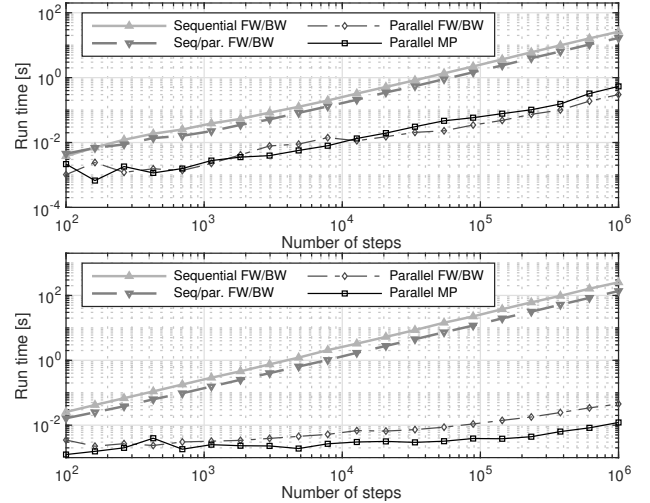 Sequential FW/BW
Parallel FW/BW
Seq/par. FW/BW
Parallel MP
Run time [s]
10^2
10^0
10^-2
10^-4
10^2
10^3
10^4
10^5
10^6
Number of steps
Sequential FW/BW
Parallel FW/BW
Seq/par. FW/BW
Parallel MP
Run time [s]
10^2
10^0
10^-2
10^2
10^3
10^4
10^5
10^6
Number of steps